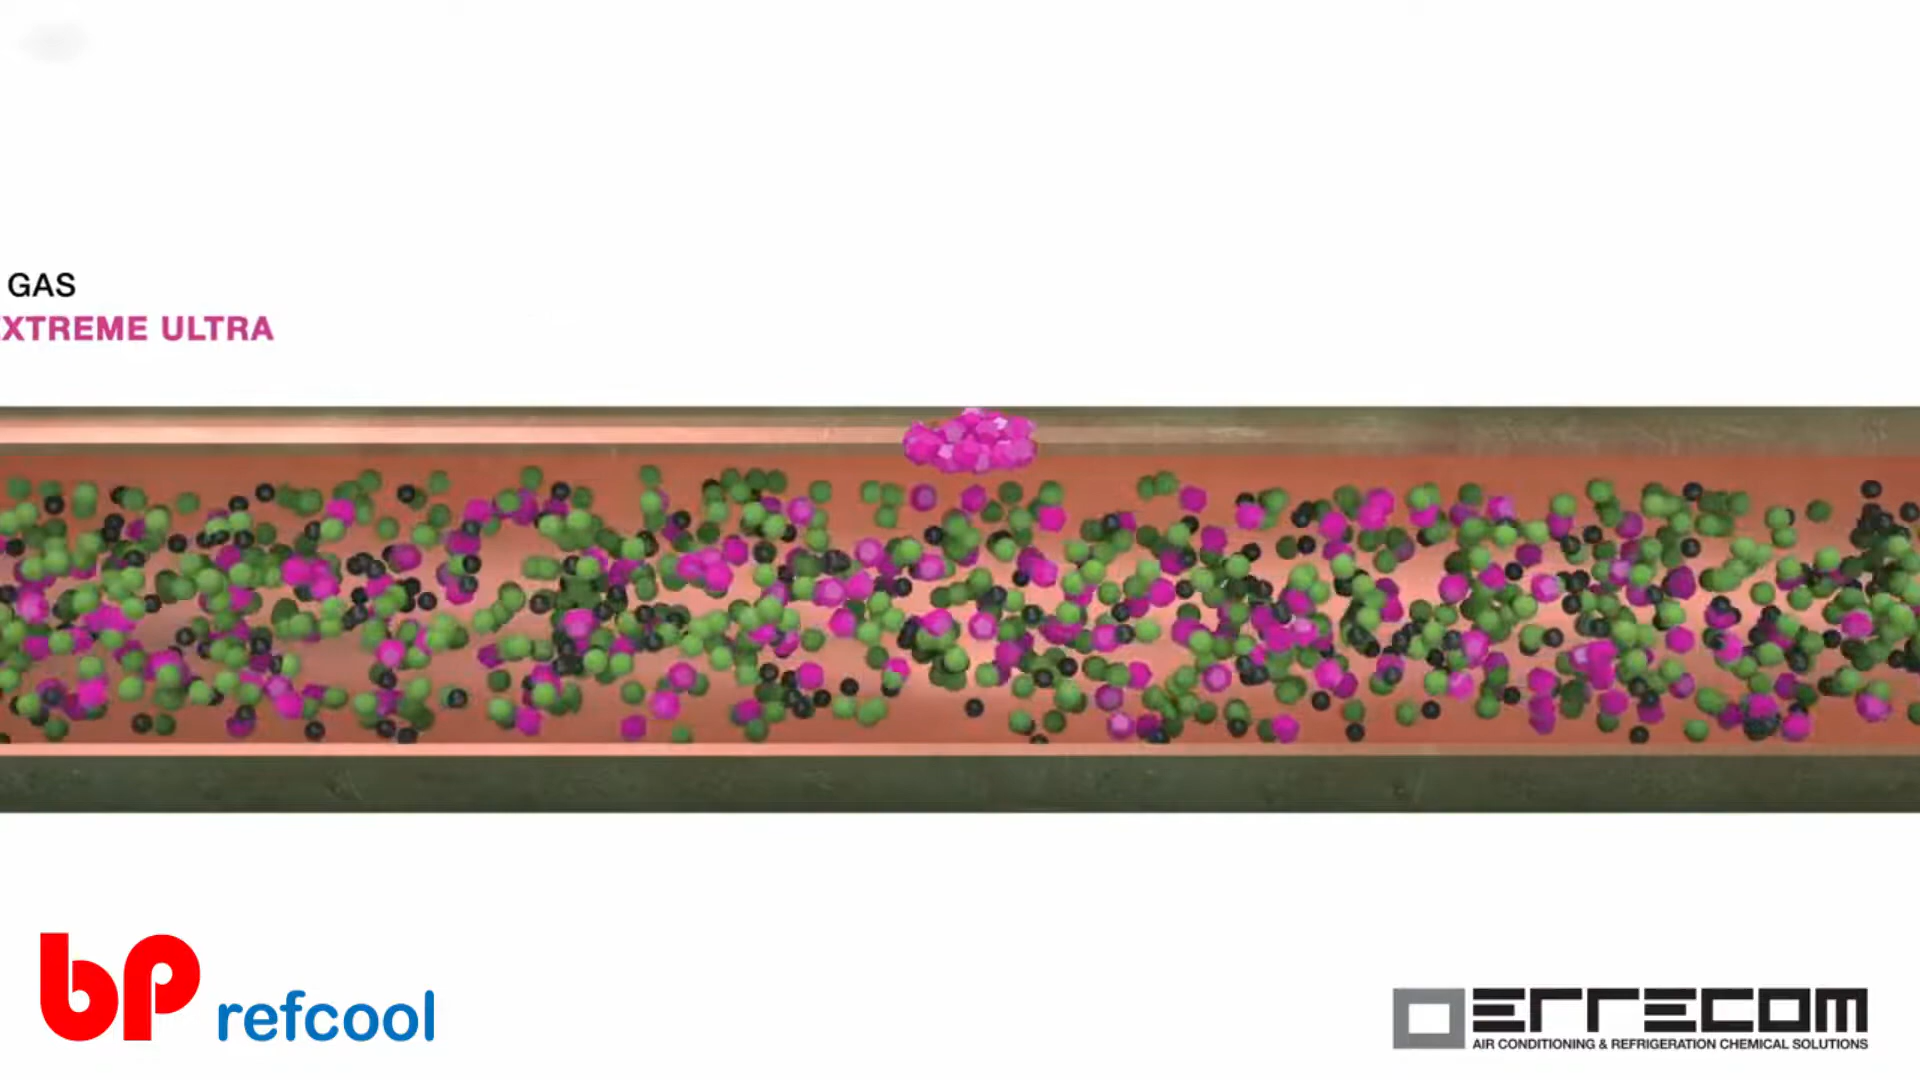 GAS
XTREME ULTRA
bp refcool
errecom
AIR CONDITIONING & REFRIGERATION CHEMICAL SOLUTIONS